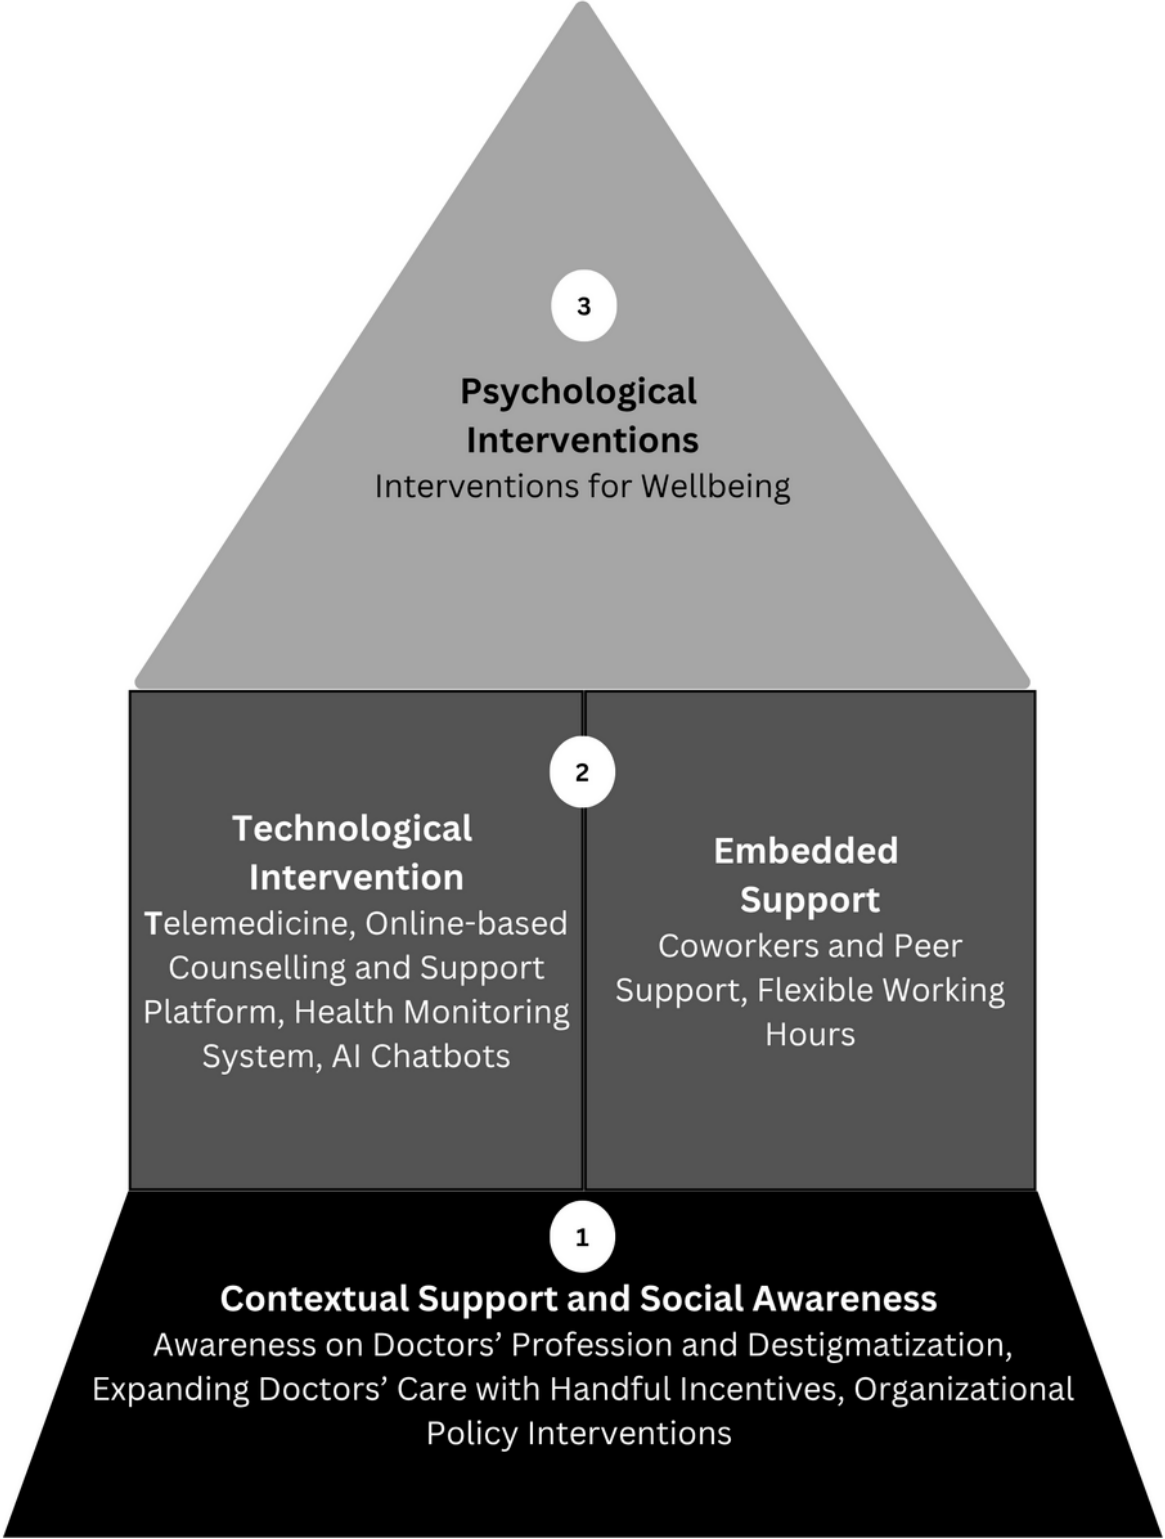 3
Psychological
Interventions
Interventions for Wellbeing
2
Technological
Intervention
Telemedicine, Online-based
Counselling and Support
Platform, Health Monitoring
System, AI Chatbots
Embedded
Support
Coworkers and Peer
Support, Flexible Working
Hours
1
Contextual Support and Social Awareness
Awareness on Doctors’ Profession and Destigmatization,
Expanding Doctors’ Care with Handful Incentives, Organizational
Policy Interventions